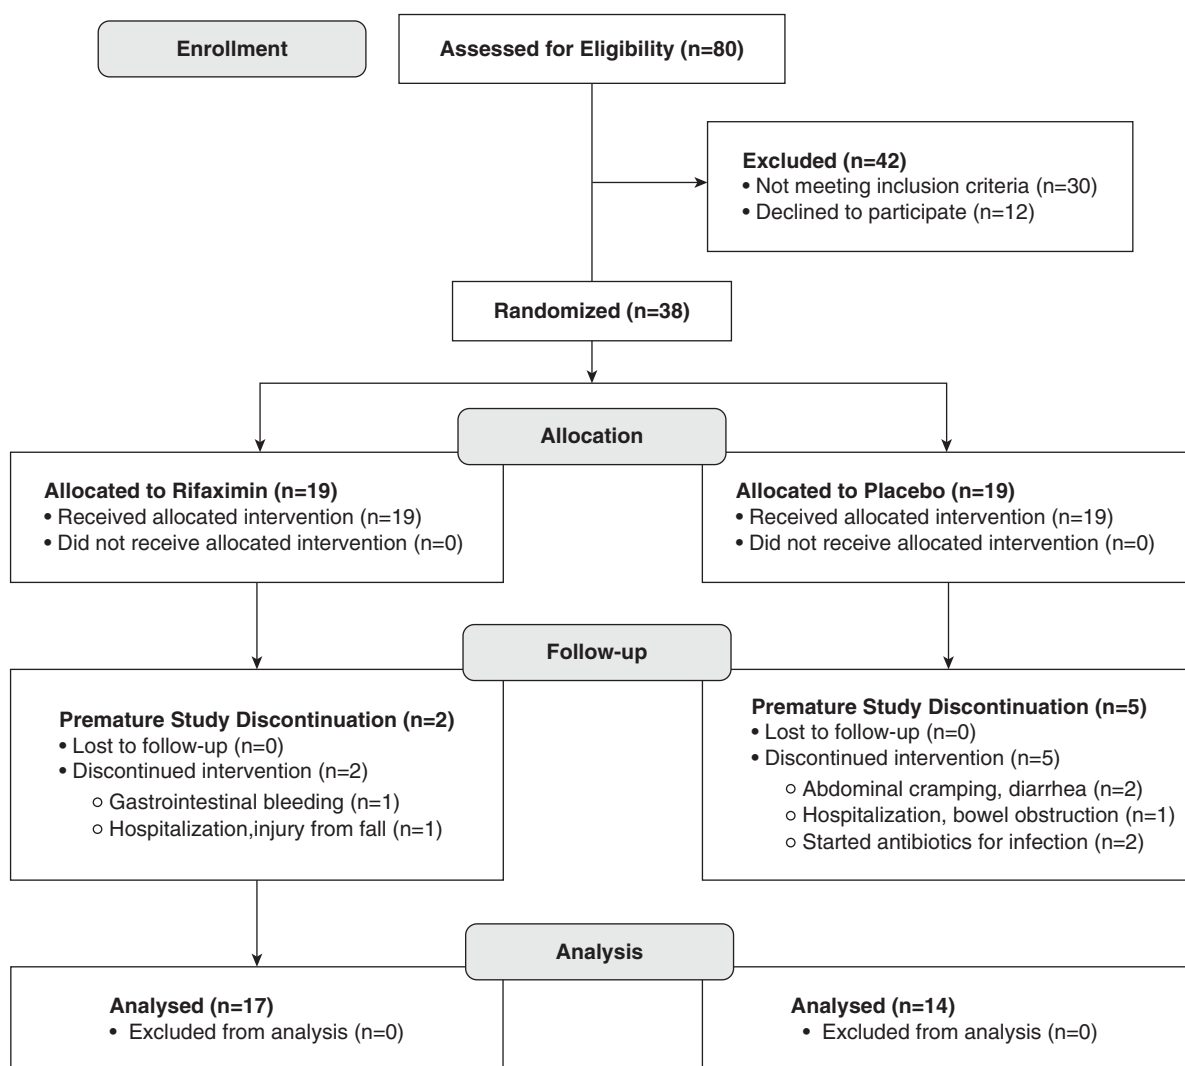 Enrollment
Assessed for Eligibility (n=80)
Excluded (n=42)
• Not meeting inclusion criteria (n=30)
• Declined to participate (n=12)
Randomized (n=38)
Allocation
Allocated to Rifaximin (n=19)
• Received allocated intervention (n=19)
• Did not receive allocated intervention (n=0)
Allocated to Placebo (n=19)
• Received allocated intervention (n=19)
• Did not receive allocated intervention (n=0)
Follow-up
Premature Study Discontinuation (n=2)
• Lost to follow-up (n=0)
• Discontinued intervention (n=2)
o Gastrointestinal bleeding (n=1)
o Hospitalization,injury from fall (n=1)
Premature Study Discontinuation (n=5)
• Lost to follow-up (n=0)
• Discontinued intervention (n=5)
o Abdominal cramping, diarrhea (n=2)
o Hospitalization, bowel obstruction (n=1)
o Started antibiotics for infection (n=2)
Analysis
Analysed (n=17)
• Excluded from analysis (n=0)
Analysed (n=14)
• Excluded from analysis (n=0)